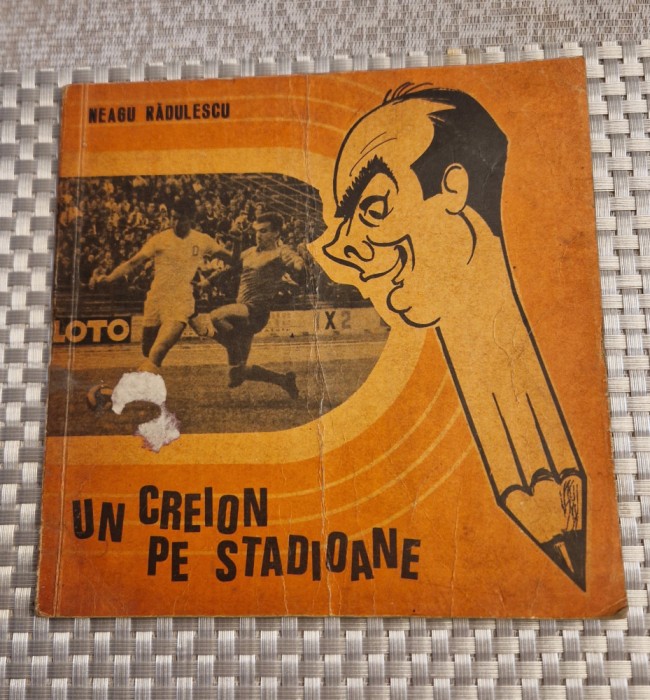 NEAGU RĂDULESCU
LOTO
X 2
UN CREION
PE STADIOANE